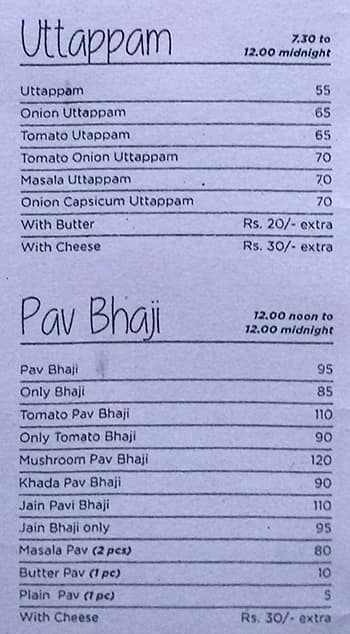 Uttappam 7.30 to
12.00 midnight
Uttappam 55
Onion Uttappam 65
Tomato Utappam 65
Tomato Onion Uttappam 70
Masala Uttappam 70
Onion Capsicum Uttappam 70
With Butter Rs. 20/- extra
With Cheese Rs. 30/- extra
Pav Bhaji 12.00 noon to
12.00 midnight
Pav Bhaji 95
Only Bhaji 85
Tomato Pav Bhaji 110
Only Tomato Bhaji 90
Mushroom Pav Bhaji 120
Khada Pav Bhaji 90
Jain Pavi Bhaji 110
Jain Bhaji only 95
Masala Pav (2 pcs) 80
Butter Pav (1 pc) 10
Plain Pav (1 pc) 5
With Cheese Rs. 30/- extra